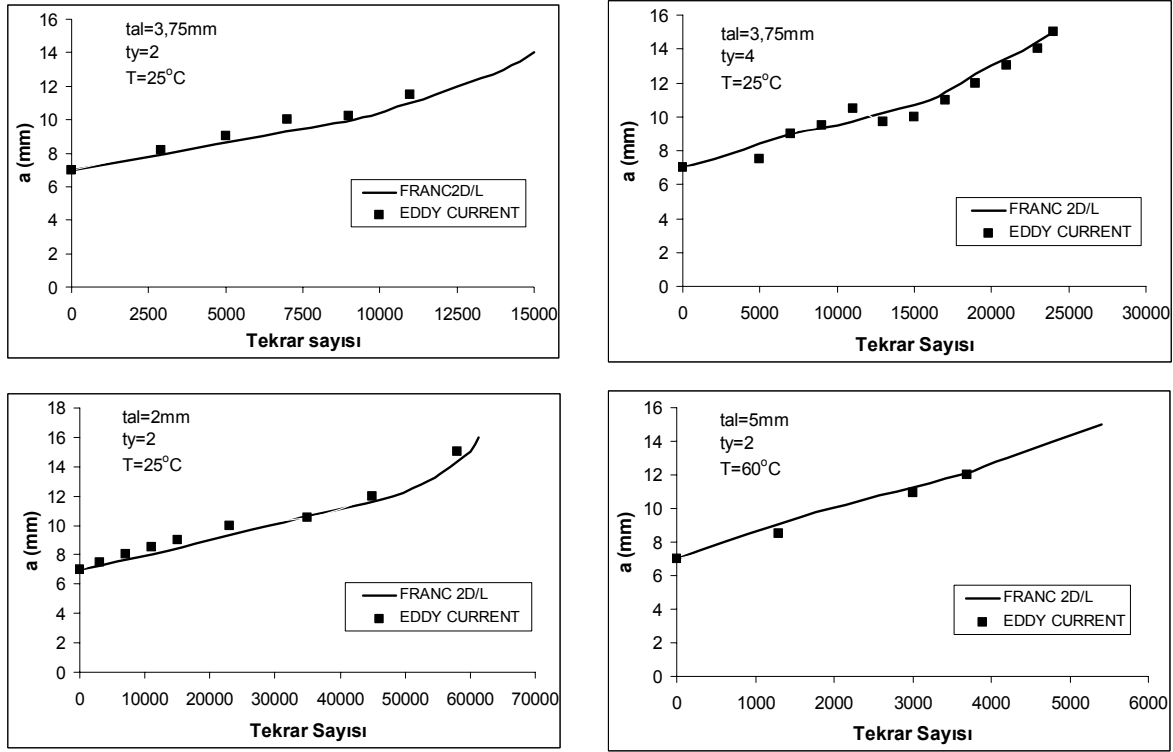 tal=3,75mm
ty=2
T=25°C
16
14
12
10
8
6
4
2
0
a (mm)
FRANC2D/L
EDDY CURRENT
0 2500 5000 7500 10000 12500 15000
Tekrar sayısı
tal=3,75mm
ty=4
T=25°C
16
14
12
10
8
6
4
2
0
a (mm)
FRANC 2D/L
EDDY CURRENT
0 5000 10000 15000 20000 25000 30000
Tekrar Sayısı
tal=2mm
ty=2
T=25°C
18
16
14
12
10
8
6
4
2
0
a (mm)
FRANC 2D/L
EDDY CURRENT
0 10000 20000 30000 40000 50000 60000 70000
Tekrar Sayısı
tal=5mm
ty=2
T=60°C
16
14
12
10
8
6
4
2
0
a (mm)
FRANC 2D/L
EDDY CURRENT
0 1000 2000 3000 4000 5000 6000
Tekrar Sayısı